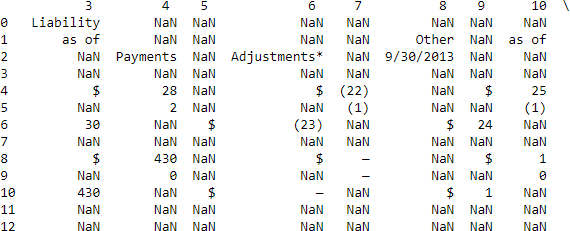 3 4 5 6 7 8 9 10 \
0 Liability NaN NaN NaN NaN NaN NaN NaN
1 as of NaN NaN NaN NaN Other NaN as of
2 NaN Payments NaN Adjustments* NaN 9/30/2013 NaN NaN
3 NaN NaN NaN NaN NaN NaN NaN NaN
4 $ 28 NaN $ (22) NaN $ 25
5 NaN 2 NaN NaN (1) NaN NaN (1)
6 30 NaN $ (23) NaN $ 24 NaN
7 NaN NaN NaN NaN NaN NaN NaN NaN
8 $ 430 NaN $ — NaN $ 1
9 NaN 0 NaN NaN — NaN NaN 0
10 430 NaN $ — NaN $ 1 NaN
11 NaN NaN NaN NaN NaN NaN NaN NaN
12 NaN NaN NaN NaN NaN NaN NaN NaN